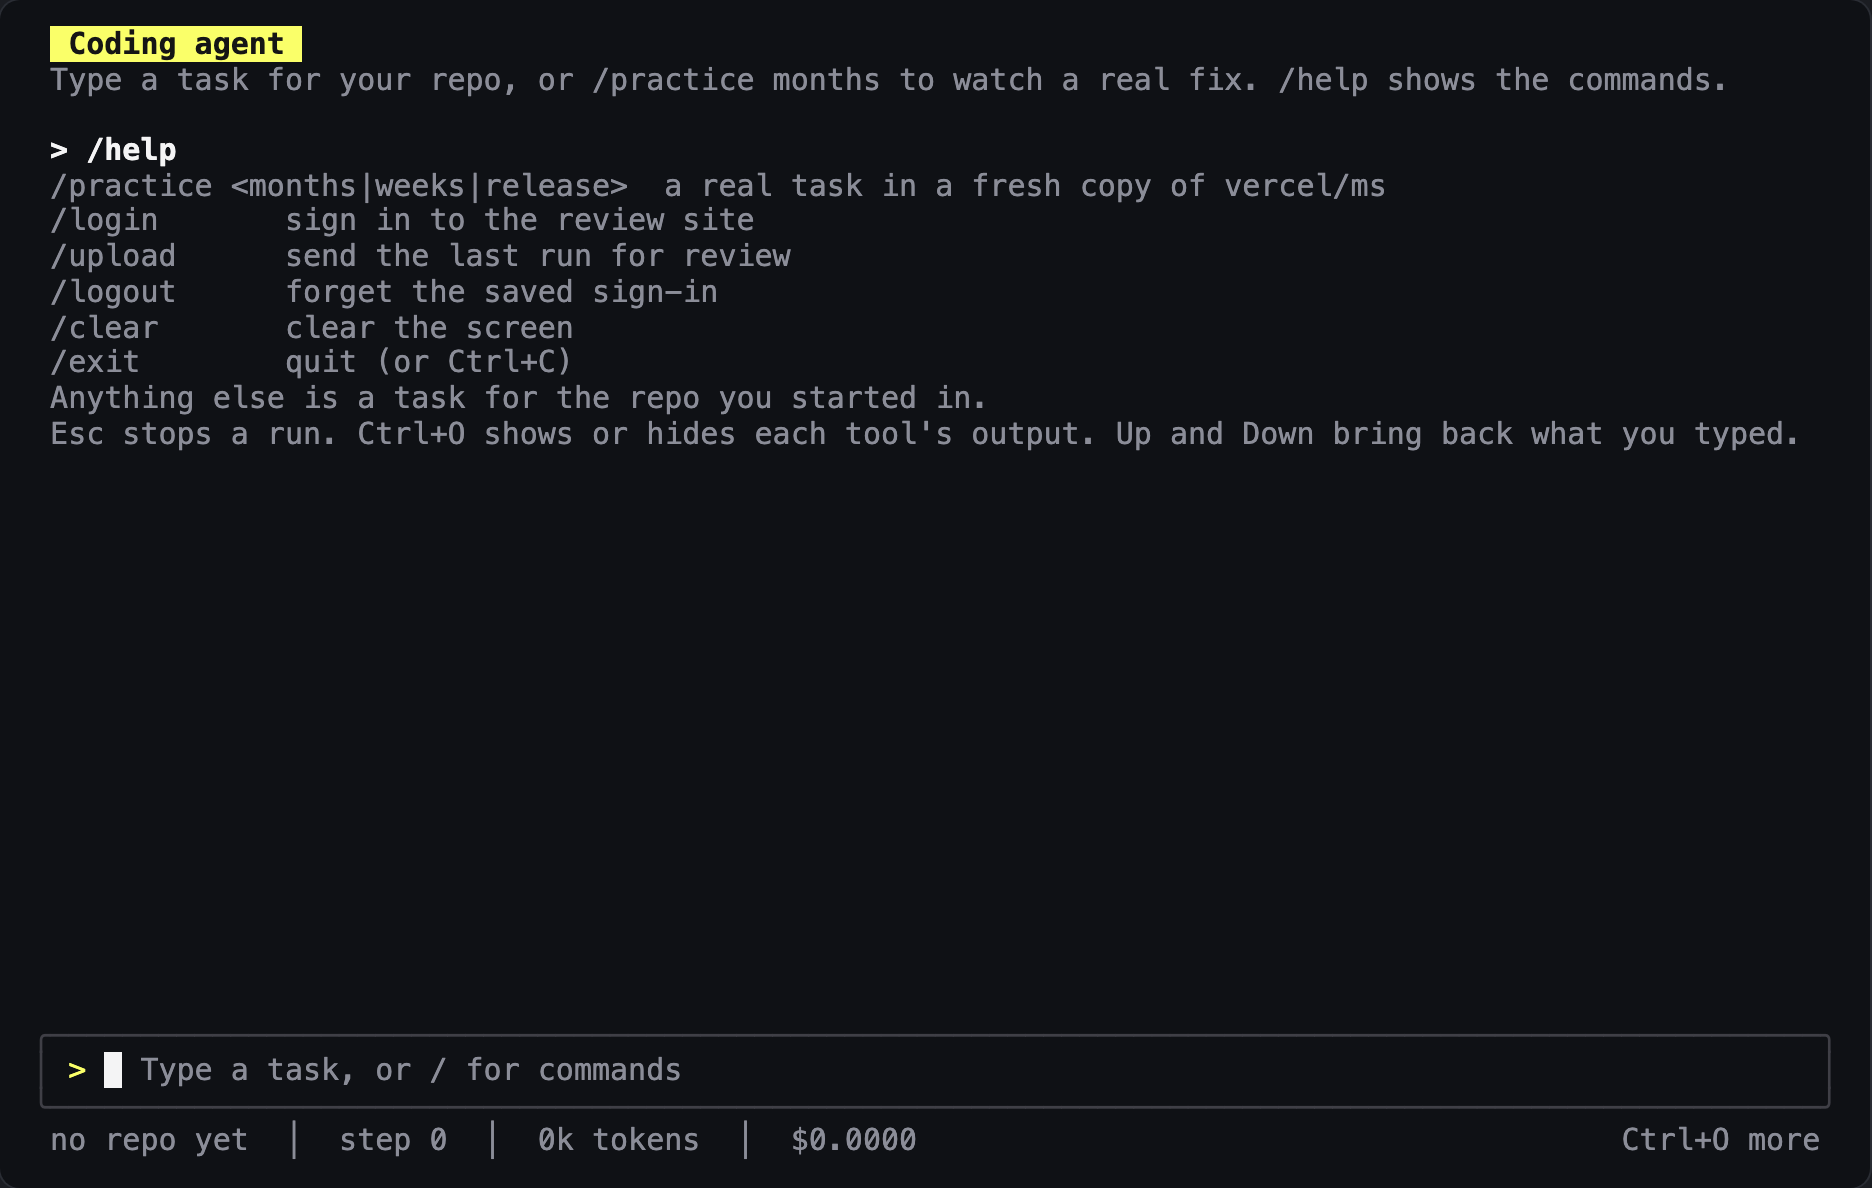 Coding agent
Type a task for your repo, or /practice months to watch a real fix. /help shows the commands.
> /help
/practice <months|weeks|release>  a real task in a fresh copy of vercel/ms
/login       sign in to the review site
/upload      send the last run for review
/logout      forget the saved sign-in
/clear       clear the screen
/exit        quit (or Ctrl+C)
Anything else is a task for the repo you started in.
Esc stops a run. Ctrl+O shows or hides each tool's output. Up and Down bring back what you typed.
> Type a task, or / for commands
no repo yet │ step 0 │ 0k tokens │ $0.0000 Ctrl+O more